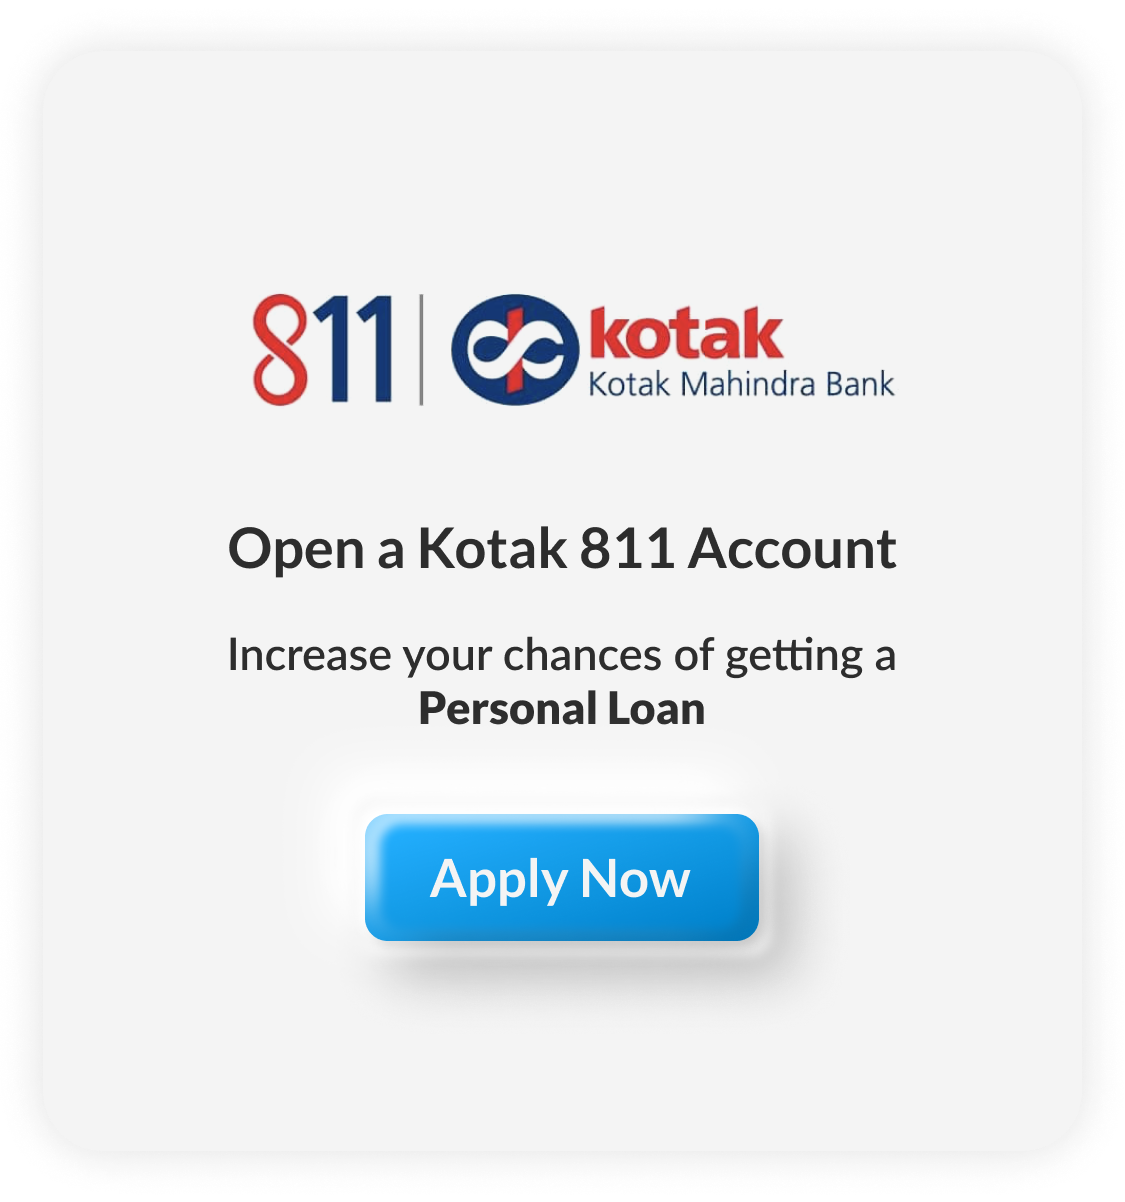 811 kotak
Kotak Mahindra Bank
Open a Kotak 811 Account
Increase your chances of getting a
Personal Loan
Apply Now